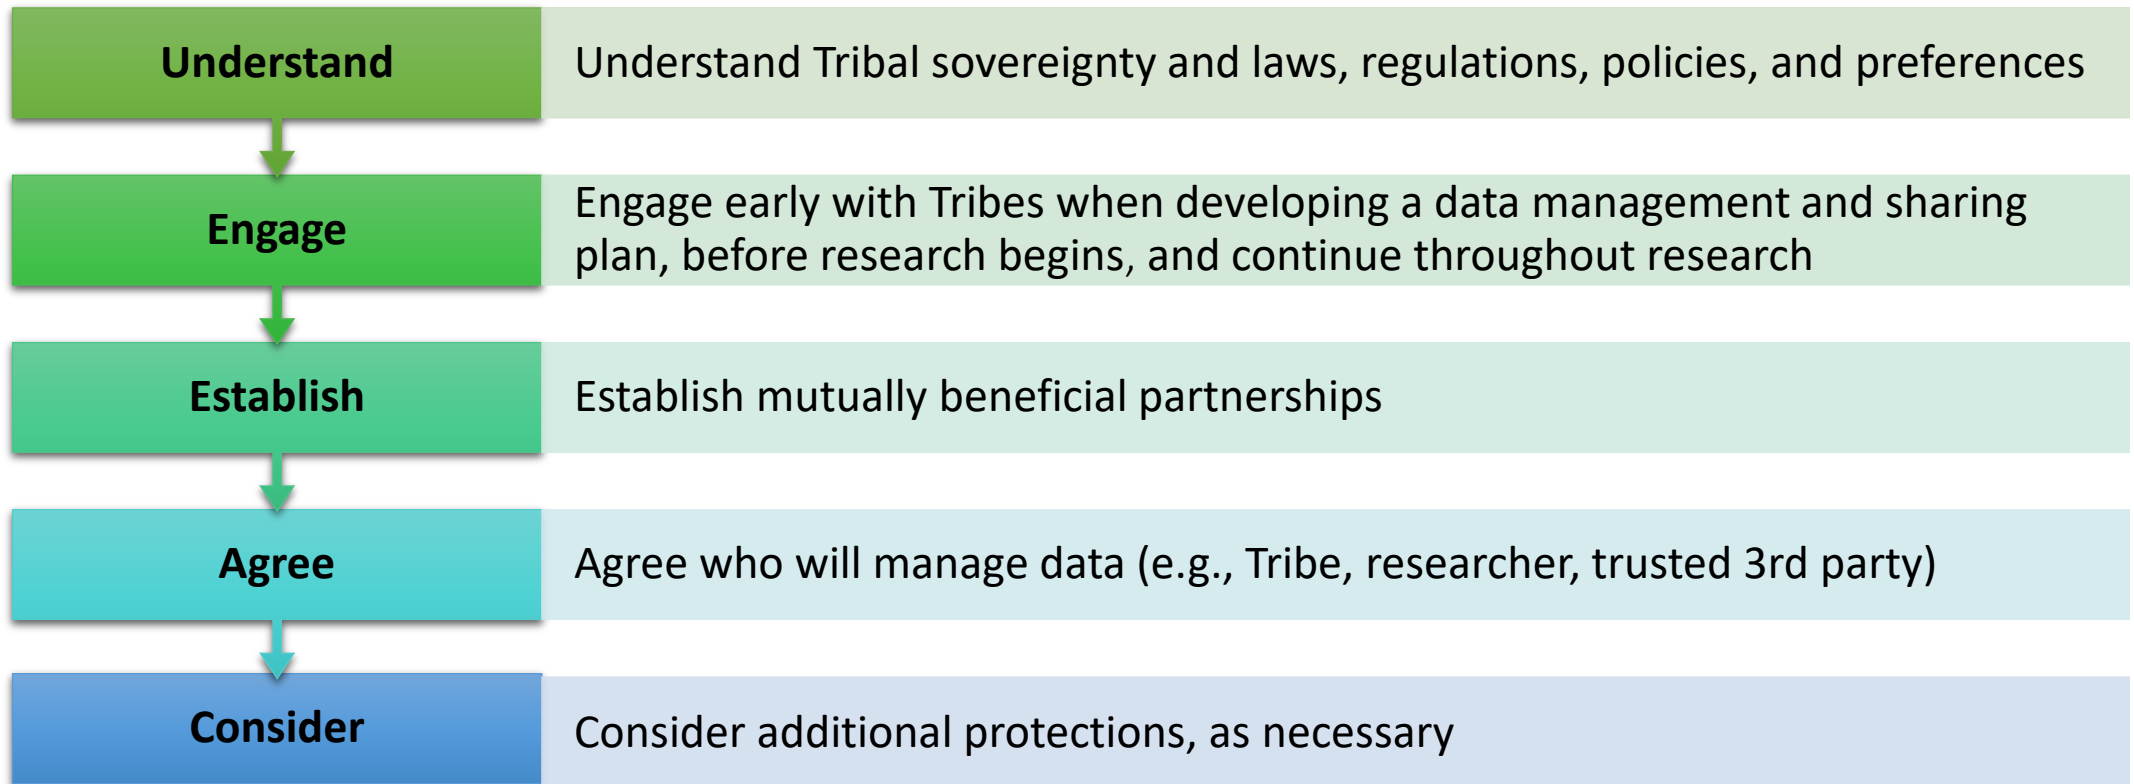 Understand
Understand Tribal sovereignty and laws, regulations, policies, and preferences
Engage
Engage early with Tribes when developing a data management and sharing
plan, before research begins, and continue throughout research
Establish
Establish mutually beneficial partnerships
Agree
Agree who will manage data (e.g., Tribe, researcher, trusted 3rd party)
Consider
Consider additional protections, as necessary